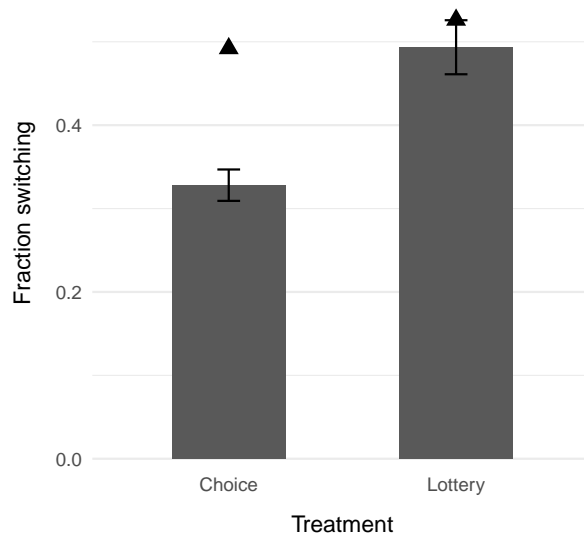 Fraction switching
0.4
0.2
0.0
Choice Lottery
Treatment